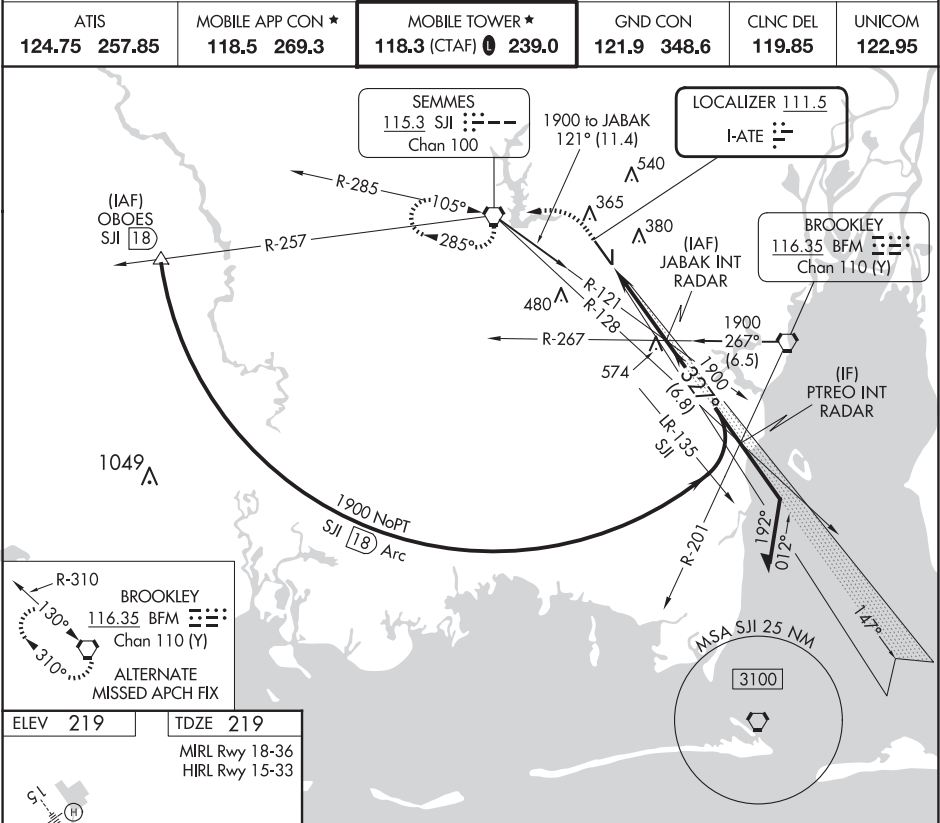 ATIS
124.75 257.85
MOBILE APP CON ★
118.5 269.3
MOBILE TOWER ★
118.3 (CTAF) L 239.0
GND CON
121.9 348.6
CLNC DEL
119.85
UNICOM
122.95
SEMMES
115.3 SJI
Chan 100
1900 to JABAK
121° (11.4)
LOCALIZER 111.5
I-ATE
540
365
380
R-285
105°
285°
(IAF)
OBOES
SJI 18
R-257
(IAF)
JABAK INT
RADAR
BROOKLEY
116.35 BFM
Chan 110 (Y)
480
R-121
R-128
R-267
574
1900
267°
(6.5)
1900
327°
(6.8)
(IF)
PTREO INT
RADAR
LR-135
SJI
1049
1900 NoPT
SJI 18 Arc
R-201
192°
012°
147°
R-310
130°
310°
BROOKLEY
116.35 BFM
Chan 110 (Y)
ALTERNATE
MISSED APCH FIX
MSA SJI 25 NM
3100
ELEV 219
TDZE 219
MIRL Rwy 18-36
HIRL Rwy 15-33
15
H